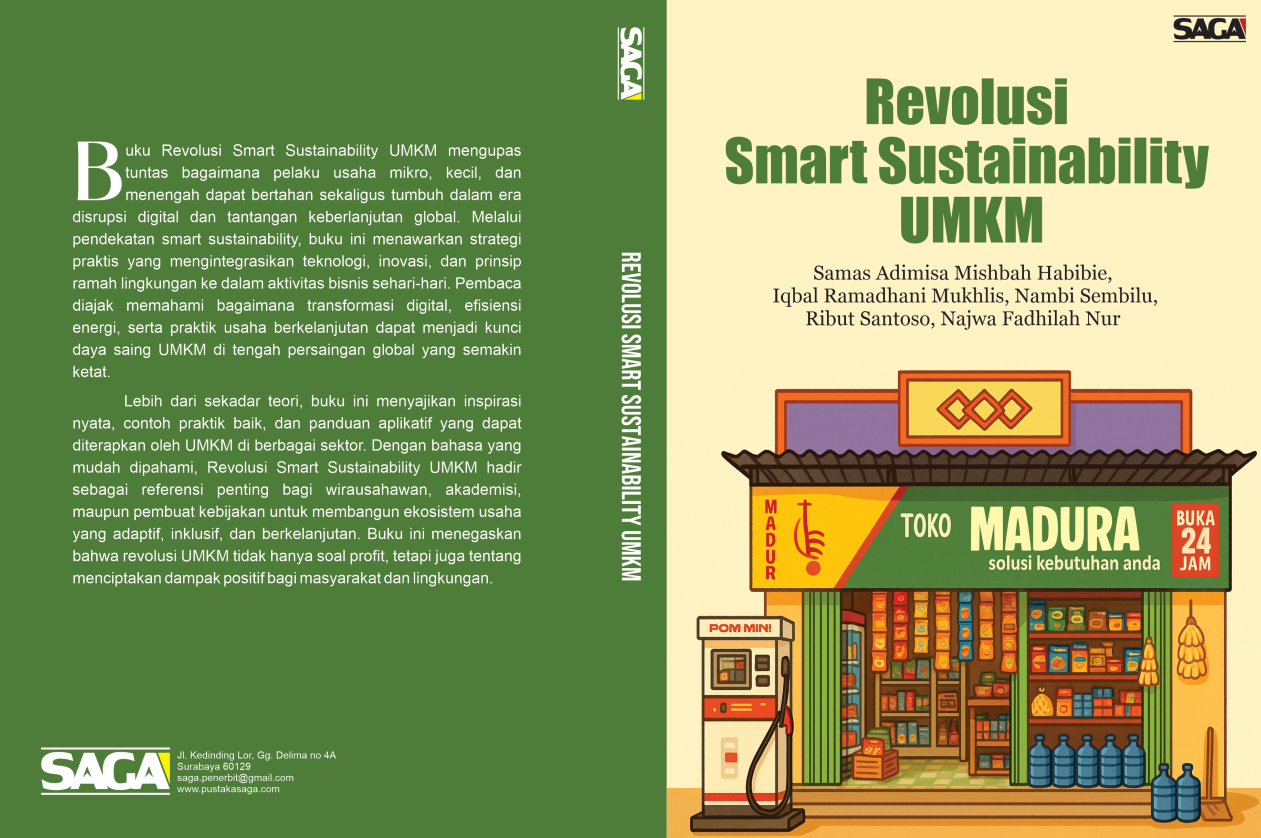 Buku Revolusi Smart Sustainability UMKM mengupas
tuntas bagaimana pelaku usaha mikro, kecil, dan
menengah dapat bertahan sekaligus tumbuh dalam era
disrupsi digital dan tantangan keberlanjutan global. Melalui
pendekatan smart sustainability, buku ini menawarkan strategi
praktis yang mengintegrasikan teknologi, inovasi, dan prinsip
ramah lingkungan ke dalam aktivitas bisnis sehari-hari. Pembaca
diajak memahami bagaimana transformasi digital, efisiensi
energi, serta praktik usaha berkelanjutan dapat menjadi kunci
daya saing UMKM di tengah persaingan global yang semakin
ketat.
Lebih dari sekadar teori, buku ini menyajikan inspirasi
nyata, contoh praktik baik, dan panduan aplikatif yang dapat
diterapkan oleh UMKM di berbagai sektor. Dengan bahasa yang
mudah dipahami, Revolusi Smart Sustainability UMKM hadir
sebagai referensi penting bagi wirausahawan, akademisi,
maupun pembuat kebijakan untuk membangun ekosistem usaha
yang adaptif, inklusif, dan berkelanjutan. Buku ini menegaskan
bahwa revolusi UMKM tidak hanya soal profit, tetapi juga tentang
menciptakan dampak positif bagi masyarakat dan lingkungan.
SAGA
Jl. Kedinding Lor, Gg. Delima no 4A
Surabaya 60129
saga.penerbit@gmail.com
www.pustakasaga.com
SAGA
REVOLUSI SMART SUSTAINABILITY UMKM
SAGA
Revolusi
Smart Sustainability
UMKM
Samas Adimisa Mishbah Habibie,
Iqbal Ramadhani Mukhlis, Nambi Sembilu,
Ribut Santoso, Najwa Fadhilah Nur
MADUR
TOKO MADURA
solusi kebutuhan anda
BUKA
24
JAM
POM MINI